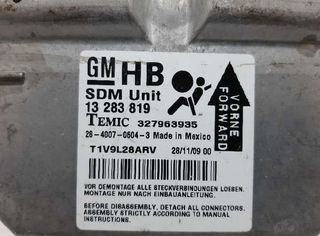 GM HB
SDM Unit
13 283 819
TEMIC 327963935
28-4807-0504-3 Made in Mexico
T1V9L28ARV 28/11/09 00
VORNE
FORWARD
VOR DEMONTAGE ALLE STECKVERBINDUNGEN LOESEN.
MONTAGE NUR NACH EINBAUANLEITUNG.
BEFORE DISASSEMBLY, DETACH ALL CONNECTORS.
ASSEMBLY STRICTLY ACCORDING TO MANUAL
INSTRUCTIONS.